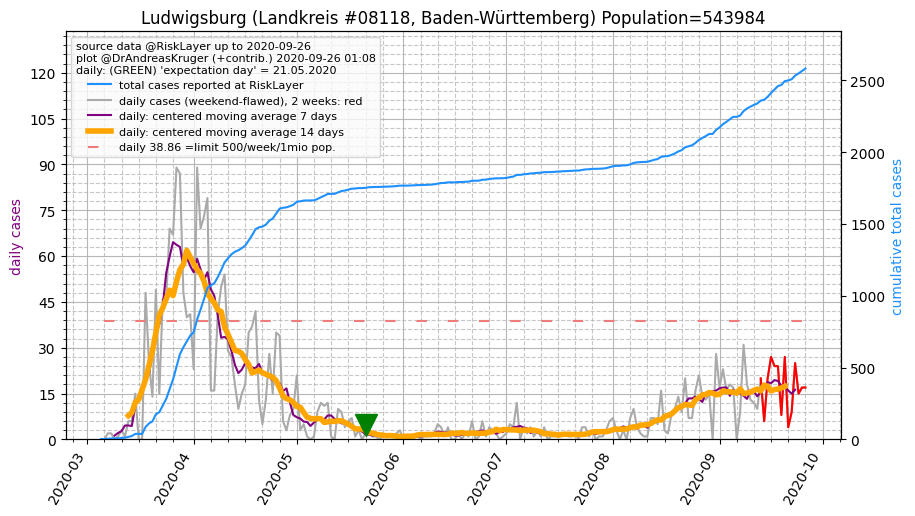 Ludwigsburg (Landkreis #08118, Baden-Württemberg) Population=543984
source data @RiskLayer up to 2020-09-26
plot @DrAndreasKruger (+contrib.) 2020-09-26 01:08
daily: (GREEN) 'expectation day' = 21.05.2020
total cases reported at RiskLayer
daily cases (weekend-flawed), 2 weeks: red
daily: centered moving average 7 days
daily: centered moving average 14 days
daily 38.86 =limit 500/week/1mio pop.
daily cases
120
105
90
75
60
45
30
15
0
cumulative total cases
2500
2000
1500
1000
500
0
2020-03
2020-04
2020-05
2020-06
2020-07
2020-08
2020-09
2020-10